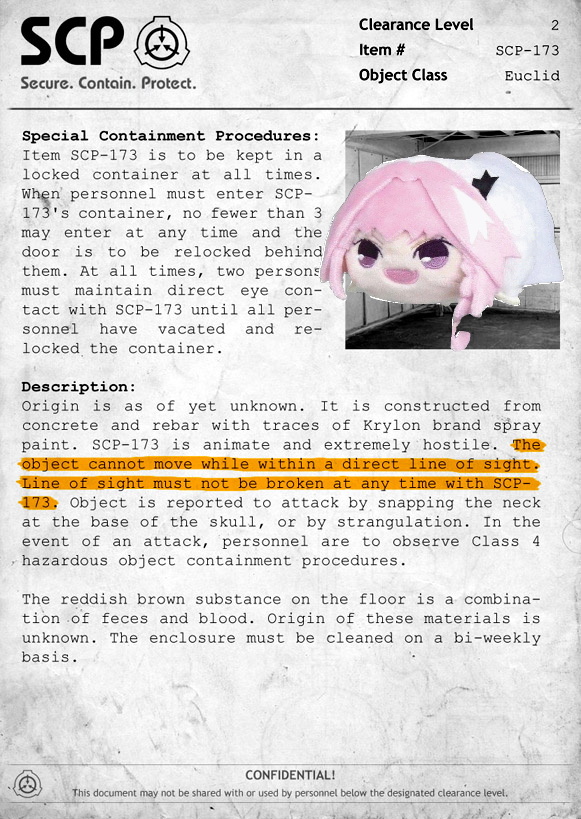 SCP
Secure. Contain. Protect.
Clearance Level 2
Item # SCP-173
Object Class Euclid
Special Containment Procedures:
Item SCP-173 is to be kept in a
locked container at all times.
When personnel must enter SCP-
173's container, no fewer than 3
may enter at any time and the
door is to be relocked behind
them. At all times, two persons
must maintain direct eye con-
tact with SCP-173 until all per-
sonnel have vacated and re-
locked the container.
Description:
Origin is as of yet unknown. It is constructed from
concrete and rebar with traces of Krylon brand spray
paint. SCP-173 is animate and extremely hostile. The
object cannot move while within a direct line of sight.
Line of sight must not be broken at any time with SCP-
173. Object is reported to attack by snapping the neck
at the base of the skull, or by strangulation. In the
event of an attack, personnel are to observe Class 4
hazardous object containment procedures.
The reddish brown substance on the floor is a combina-
tion of feces and blood. Origin of these materials is
unknown. The enclosure must be cleaned on a bi-weekly
basis.
CONFIDENTIAL!
This document may not be shared with or used by personnel below the designated clearance level.